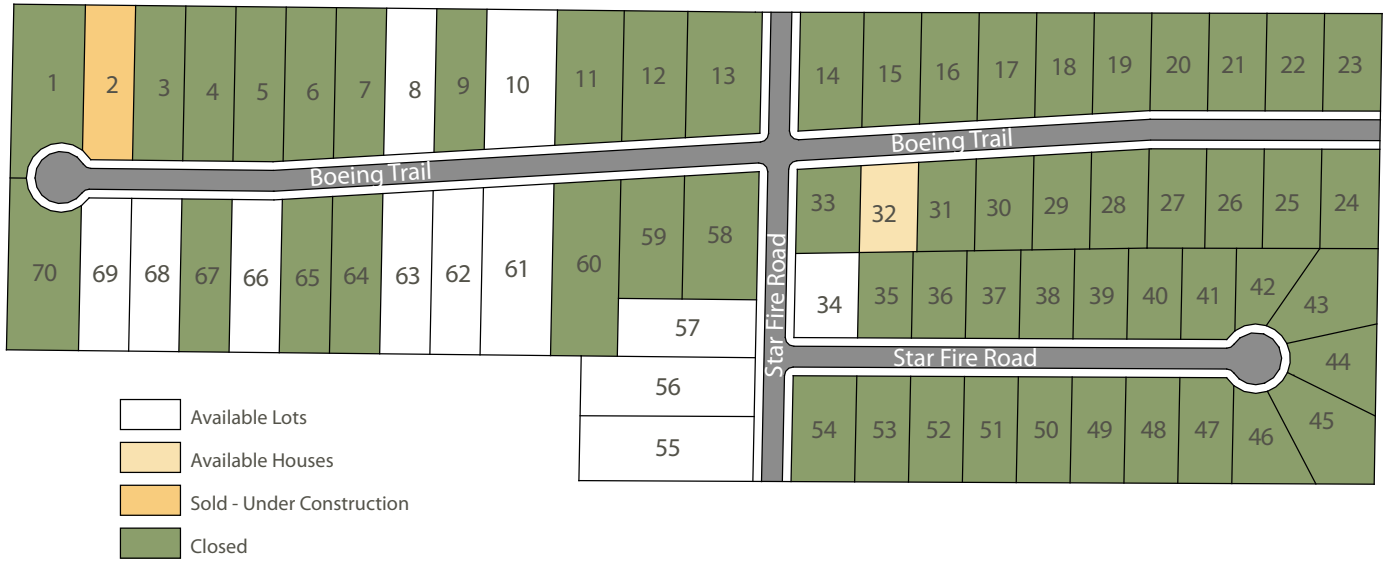 1 2 3 4 5 6 7 8 9 10 11 12 13 14 15 16 17 18 19 20 21 22 23
Boeing Trail Boeing Trail
70 69 68 67 66 65 64 63 62 61 60 59 58 33 32 31 30 29 28 27 26 25 24
57 Star Fire Road 34 35 36 37 38 39 40 41 42 43
56 Star Fire Road 44
55 54 53 52 51 50 49 48 47 46 45
Available Lots
Available Houses
Sold - Under Construction
Closed